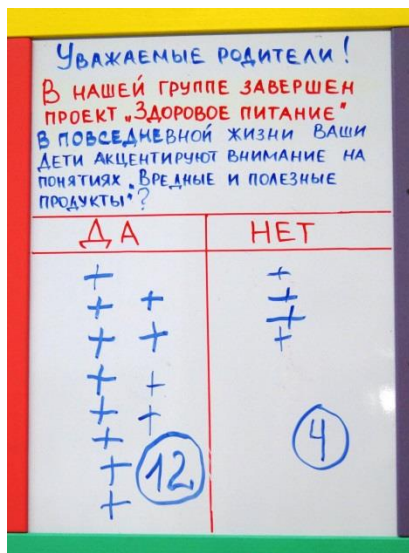 Уважаемые родители!
В нашей группе завершен
проект „Здоровое питание"
В повседневной жизни Ваши
дети акцентируют внимание на
понятиях „Вредные и полезные
продукты"?
ДА НЕТ
+ +
+ + +
+ + +
+ + +
+ +
+
+
+
12 4